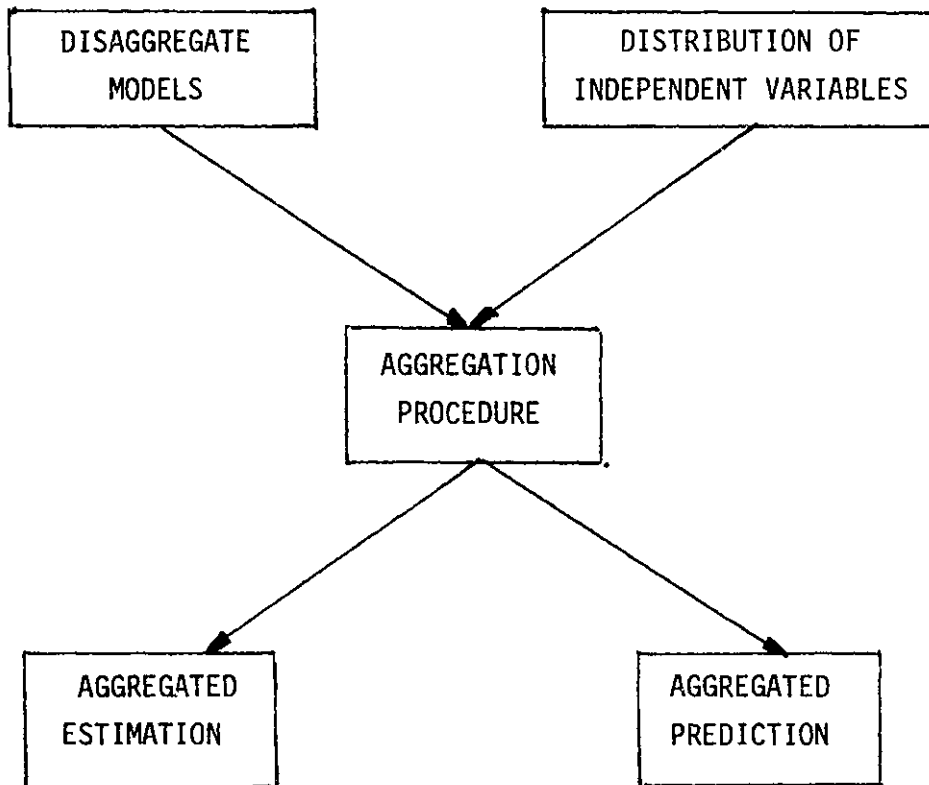 DISAGGREGATE
MODELS
DISTRIBUTION OF
INDEPENDENT VARIABLES
AGGREGATION
PROCEDURE
AGGREGATED
ESTIMATION
AGGREGATED
PREDICTION